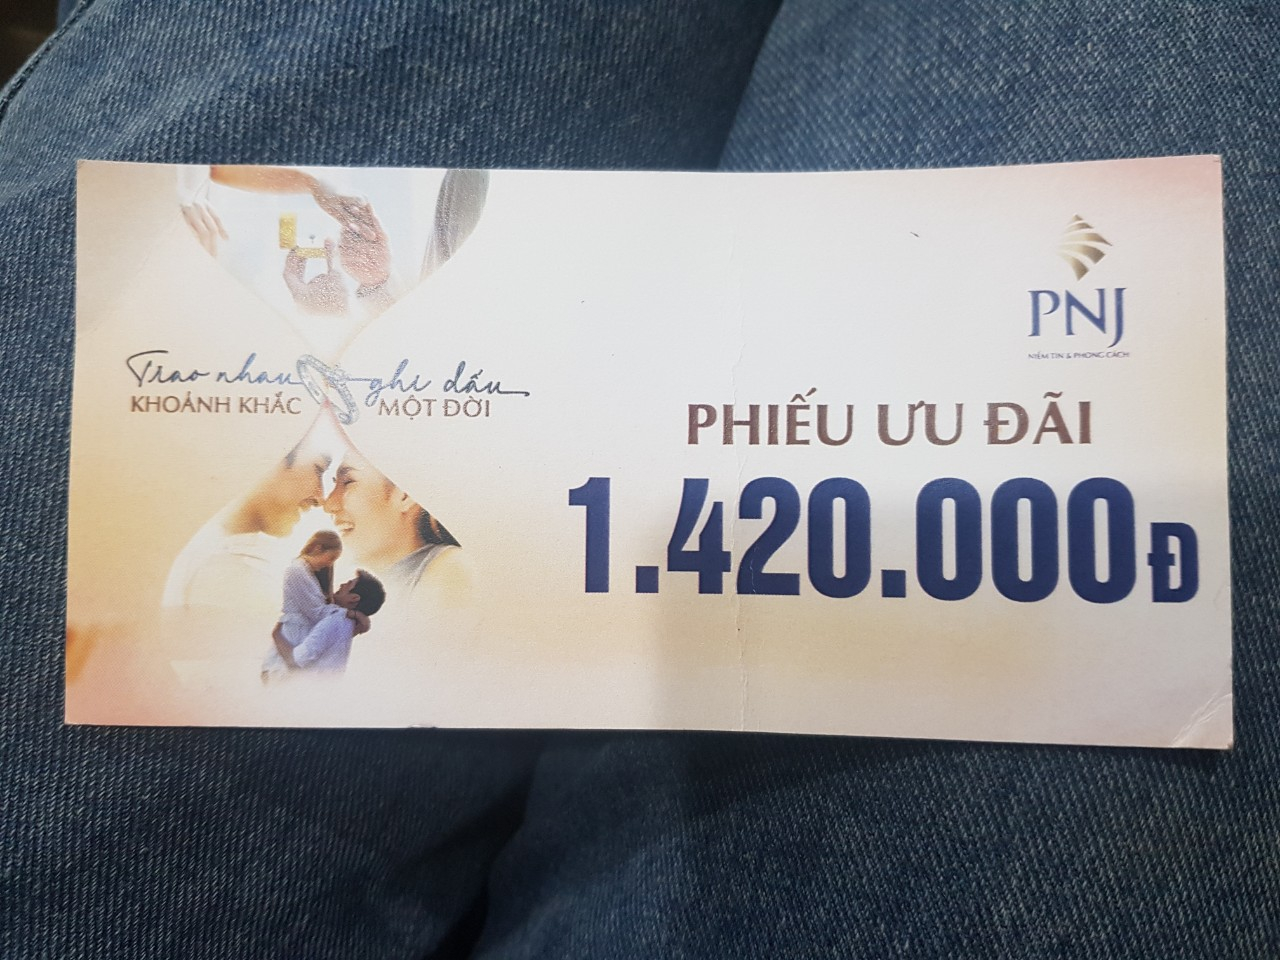 PNJ
NIỀM TIN & PHONG CÁCH
Trao nhau ghi dấu
KHOẢNH KHẮC MỘT ĐỜI
PHIẾU ƯU ĐÃI
1.420.000Đ